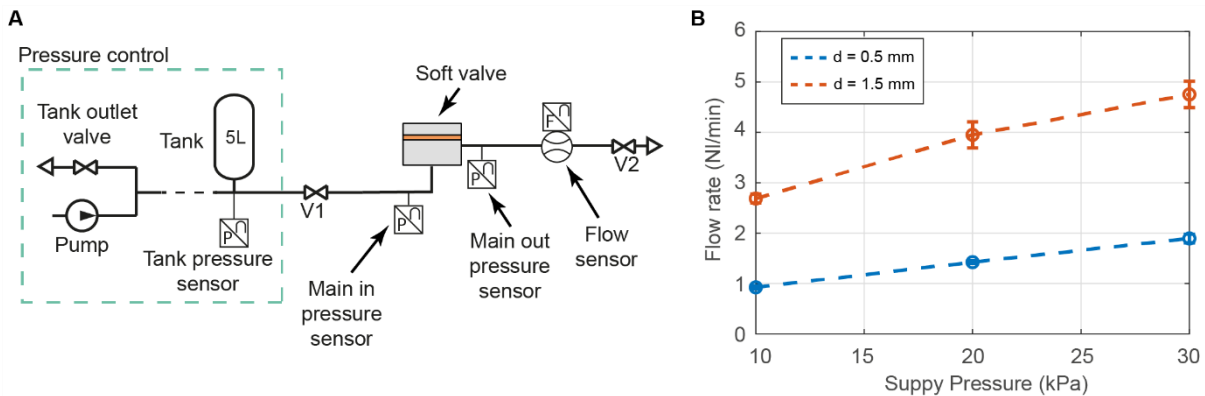 A
Pressure control
Tank outlet
valve
Tank
5L
Pump
P
Tank pressure
sensor
V1
P
Main in
pressure
sensor
Soft valve
P
Main out
pressure
sensor
F
Flow
sensor
V2
B
Flow rate (Nl/min)
6
5
4
3
2
1
0
d = 0.5 mm
d = 1.5 mm
10
15
20
25
30
Suppy Pressure (kPa)